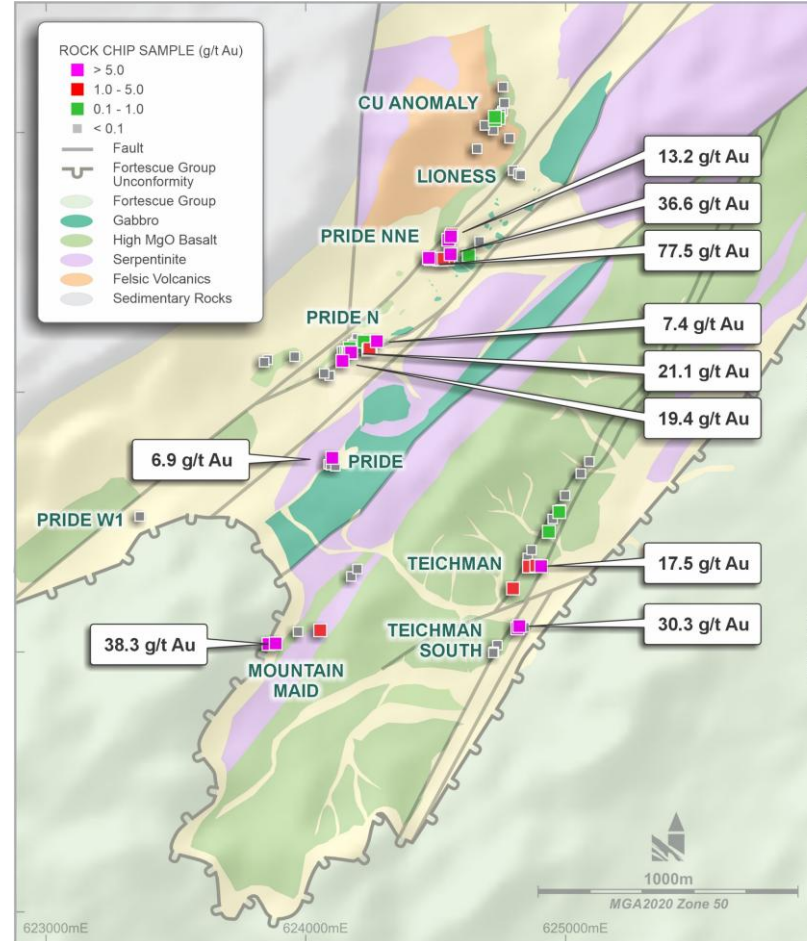 ROCK CHIP SAMPLE (g/t Au)
> 5.0
1.0 - 5.0
0.1 - 1.0
< 0.1
Fault
Fortescue Group
Unconformity
Fortescue Group
Gabbro
High MgO Basalt
Serpentinite
Felsic Volcanics
Sedimentary Rocks
CU ANOMALY
LIONESS
13.2 g/t Au
36.6 g/t Au
PRIDE NNE
77.5 g/t Au
PRIDE N
7.4 g/t Au
21.1 g/t Au
19.4 g/t Au
6.9 g/t Au
PRIDE
PRIDE W1
TEICHMAN
17.5 g/t Au
30.3 g/t Au
TEICHMAN
SOUTH
38.3 g/t Au
MOUNTAIN
MAID
1000m
MGA2020 Zone 50
623000mE
624000mE
625000mE